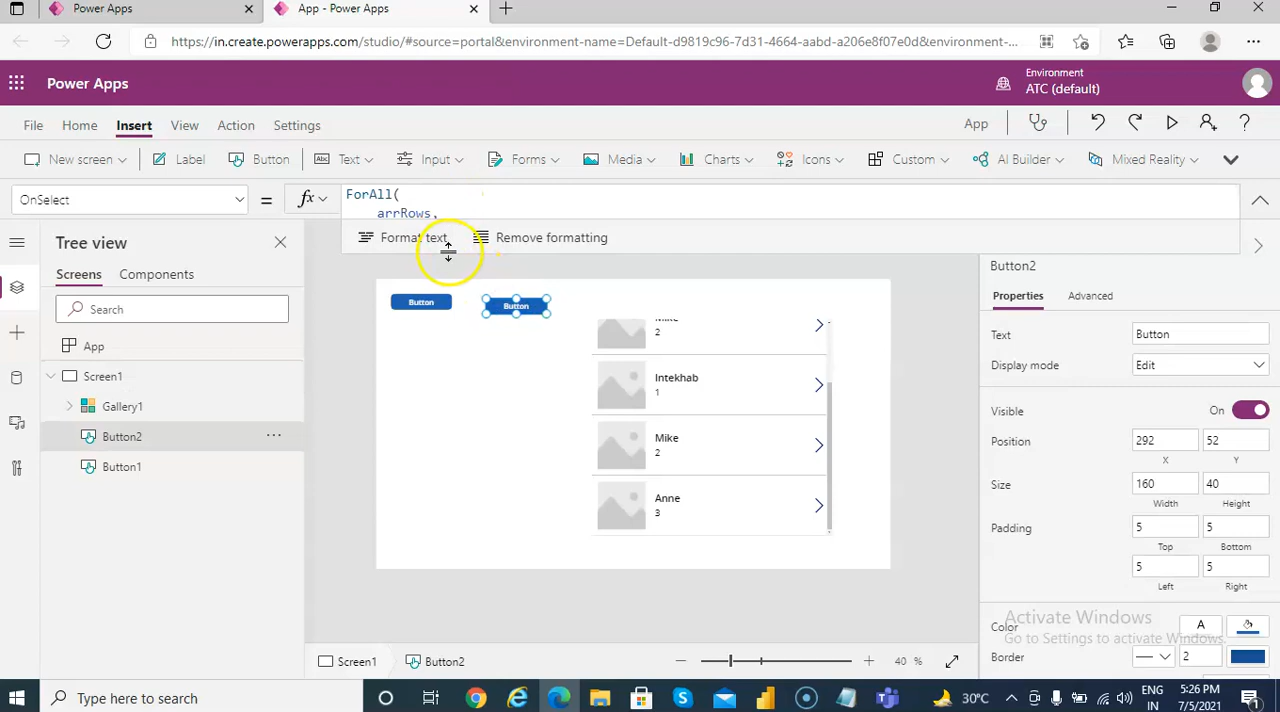 Power Apps
App - Power Apps
https://in.create.powerapps.com/studio/#source=portal&environment-name=Default-d9819c96-7d31-4664-aabd-a206e8f07e0d&environment-...
Power Apps
Environment
ATC (default)
File
Home
Insert
View
Action
Settings
App
New screen
Label
Button
Text
Input
Forms
Media
Charts
Icons
Custom
AI Builder
Mixed Reality
OnSelect
=
fx
ForAll(
arrRows,
Format text
Remove formatting
Tree view
Screens
Components
Search
App
Screen1
Gallery1
Button2
Button1
Button
Button
Mike
2
Intekhab
1
Mike
2
Anne
3
Button2
Properties
Advanced
Text
Button
Display mode
Edit
Visible
On
Position
292
52
X
Y
Size
160
40
Width
Height
Padding
5
5
Top
Bottom
5
5
Left
Right
Activate Windows
Go to Settings to activate Windows.
Color
A
Border
2
Screen1
Button2
40 %
Type here to search
30°C
ENG
IN
5:26 PM
7/5/2021
1